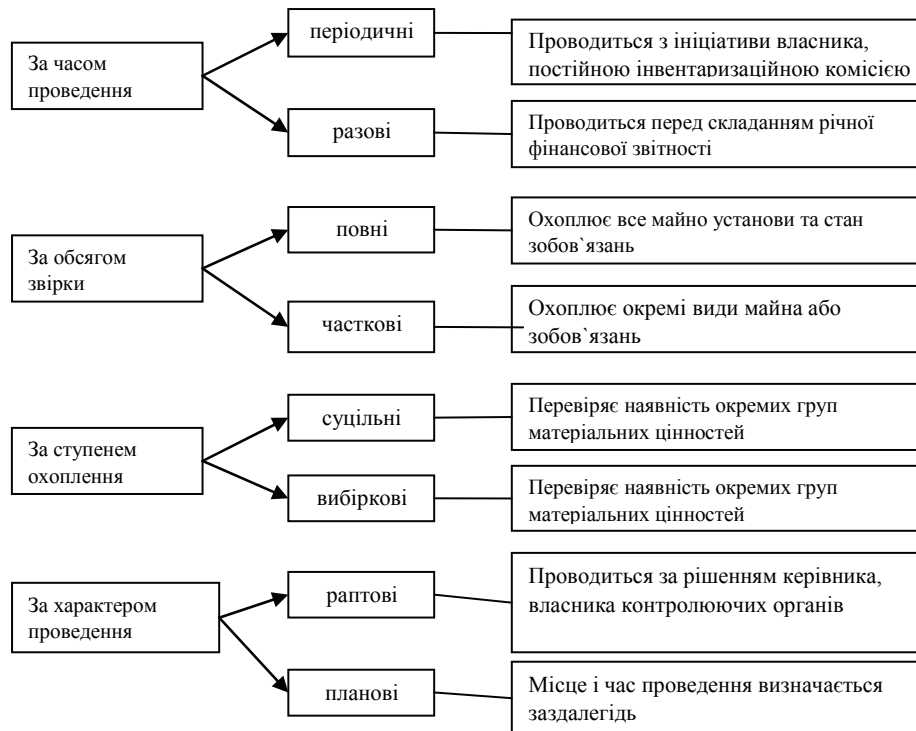 За часом
проведення
періодичні
Проводиться з ініціативи власника,
постійною інвентаризаційною комісією
разові
Проводиться перед складанням річної
фінансової звітності
За обсягом
звірки
повні
Охоплює все майно установи та стан
зобов`язань
часткові
Охоплює окремі види майна або
зобов`язань
За ступенем
охоплення
суцільні
Перевіряє наявність окремих груп
матеріальних цінностей
вибіркові
Перевіряє наявність окремих груп
матеріальних цінностей
За характером
проведення
раптові
Проводиться за рішенням керівника,
власника контролюючих органів
планові
Місце і час проведення визначається
заздалегідь